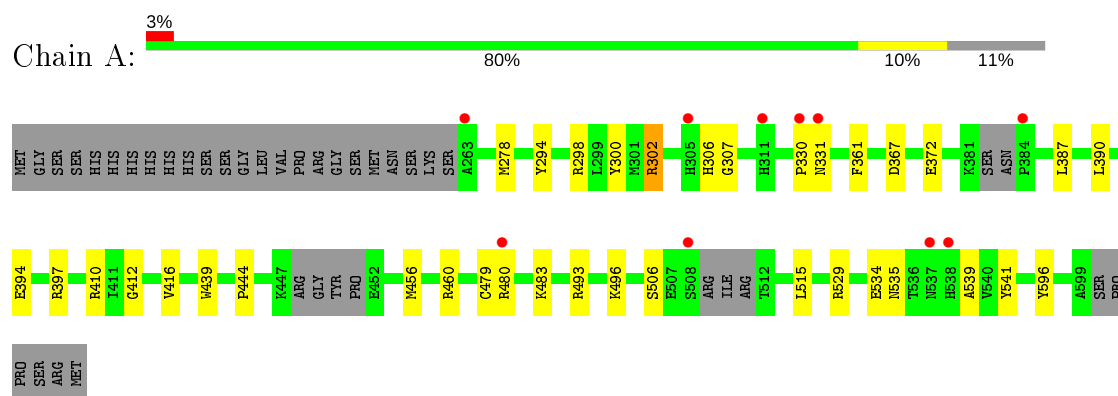 3%
Chain A:
80% 10% 11%
MET GLY SER SER HIS HIS HIS HIS HIS HIS SER SER GLY LEU VAL PRO ARG GLY SER MET ASN SER LYS SER A263 M278 Y294 R298 L299 Y300 M301 R302 H305 H306 G307 H311 P330 N331 F361 D367 E372 K381 SER ASN P384 L387 L390
E394 R397 R410 I411 G412 V416 W439 P444 K447 ARG GLY TYR PRO E452 M456 R460 C479 R480 K483 R493 K496 S506 E507 S508 ARG ILE ARG T512 L515 R529 E534 N535 T536 N537 H538 A539 V540 Y541 Y596 A599 SER PRO
PRO SER ARG MET